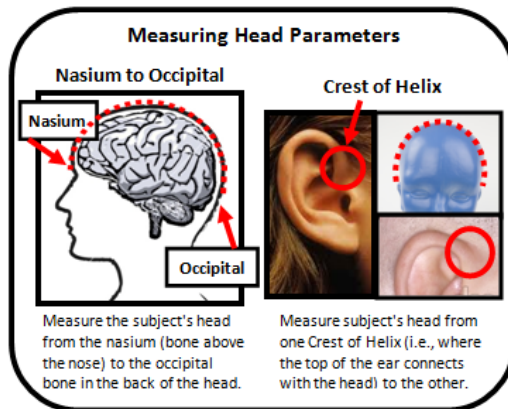 Measuring Head Parameters
Nasium to Occipital
Crest of Helix
Nasium
Occipital
Measure the subject's head
from the nasium (bone above
the nose) to the occipital
bone in the back of the head.
Measure subject's head from
one Crest of Helix (i.e., where
the top of the ear connects
with the head) to the other.